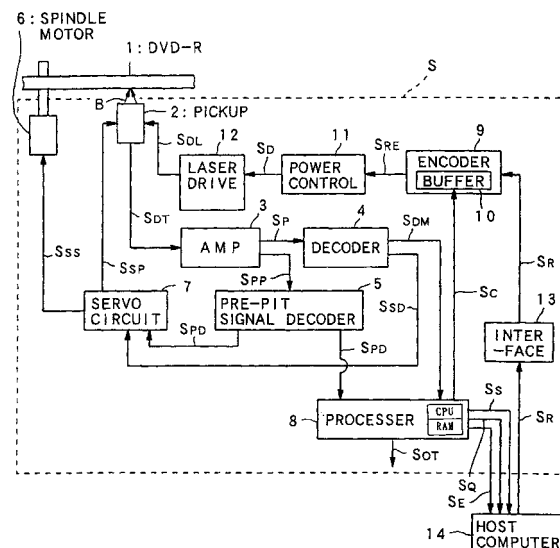 6: SPINDLE
MOTOR
1: DVD-R
S
B
2: PICKUP
SDL
12
LASER
DRIVE
SD
11
POWER
CONTROL
SRE
9
ENCODER
BUFFER
10
SDT
3
AMP
SP
4
DECODER
SDM
SSS
SSP
SPP
SSD
SC
SR
7
SERVO
CIRCUIT
5
PRE-PIT
SIGNAL DECODER
13
INTER
-FACE
SPD
SPD
8
PROCESSER
CPU
RAM
SS
SR
SQ
SOT
SE
14
HOST
COMPUTER